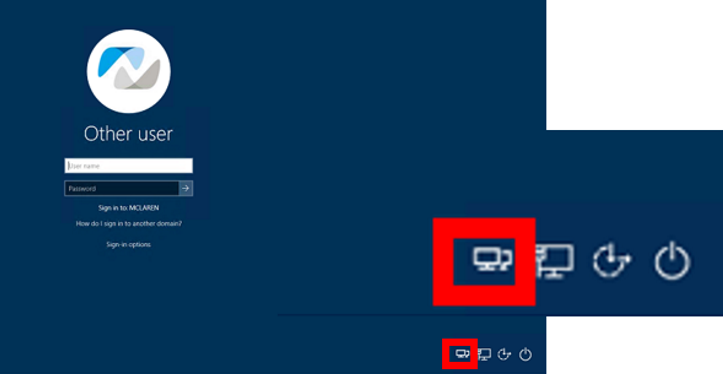 Other user
User name
Password
Sign in to: MCLAREN
How do I sign in to another domain?
Sign-in options